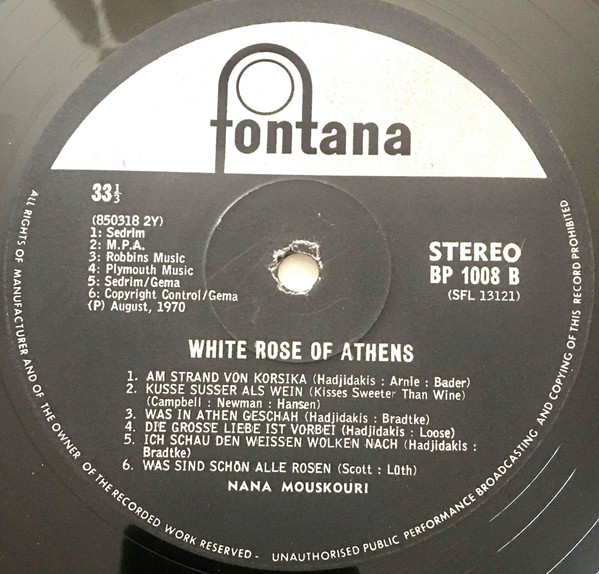 fontana
33⅓
(850318 2Y)
1: Sedrim
2: M.P.A.
3: Robbins Music
4: Plymouth Music
5: Sedrim/Gema
6: Copyright Control/Gema
(P) August, 1970
STEREO
BP 1008 B
(SFL 13121)
WHITE ROSE OF ATHENS
1. AM STRAND VON KORSIKA (Hadjidakis : Arnie : Bader)
2. KUSSE SUSSER ALS WEIN (Kisses Sweeter Than Wine)
(Campbell : Newman : Hansen)
3. WAS IN ATHEN GESCHAH (Hadjidakis : Bradtke)
4. DIE GROSSE LIEBE IST VORBEI (Hadjidakis : Loose)
5. ICH SCHAU DEN WEISSEN WOLKEN NACH (Hadjidakis :
Bradtke)
6. WAS SIND SCHÖN ALLE ROSEN (Scott : Lüth)
NANA MOUSKOURI
ALL RIGHTS OF MANUFACTURER AND OF THE OWNER OF THE RECORDED WORK RESERVED - UNAUTHORISED PUBLIC PERFORMANCE BROADCASTING AND COPYING OF THIS RECORD PROHIBITED